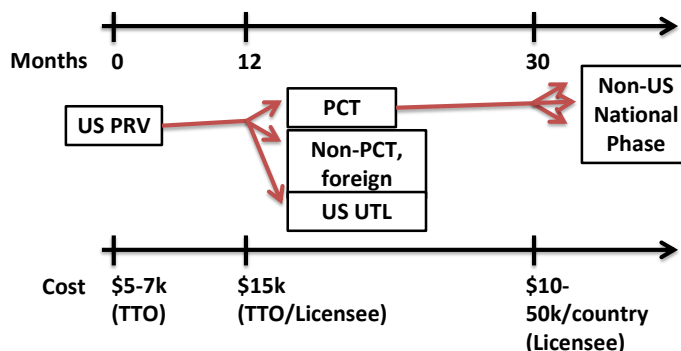 Months 0 12 30
US PRV
PCT
Non-PCT,
foreign
US UTL
Non-US
National
Phase
Cost
$5-7k
(TTO)
$15k
(TTO/Licensee)
$10-
50k/country
(Licensee)